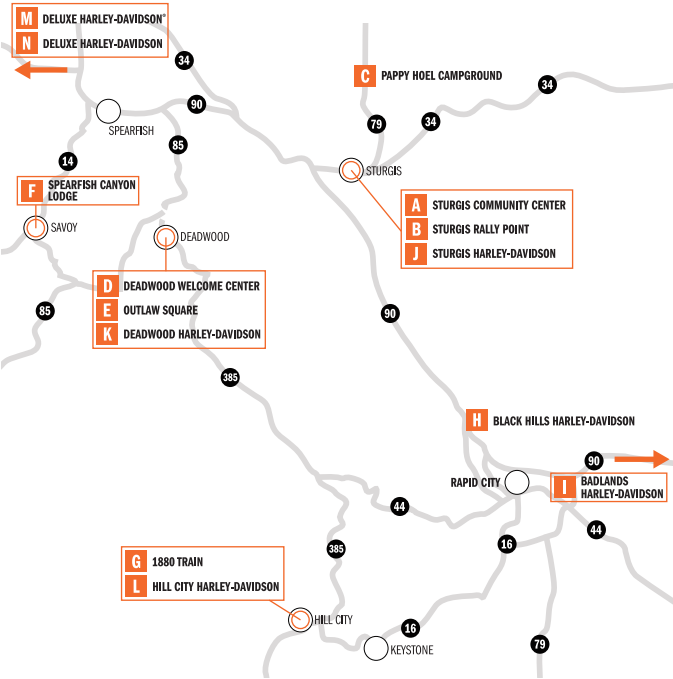 M DELUXE HARLEY-DAVIDSON®
N DELUXE HARLEY-DAVIDSON
34
C PAPPY HOEL CAMPGROUND
34
90
79
34
SPEARFISH
85
14
STURGIS
F SPEARFISH CANYON
LODGE
A STURGIS COMMUNITY CENTER
B STURGIS RALLY POINT
J STURGIS HARLEY-DAVIDSON
SAVOY
DEADWOOD
D DEADWOOD WELCOME CENTER
E OUTLAW SQUARE
K DEADWOOD HARLEY-DAVIDSON
85
90
385
H BLACK HILLS HARLEY-DAVIDSON
90
RAPID CITY
I BADLANDS
HARLEY-DAVIDSON
44
44
16
385
G 1880 TRAIN
L HILL CITY HARLEY-DAVIDSON
HILL CITY
16
KEYSTONE
79